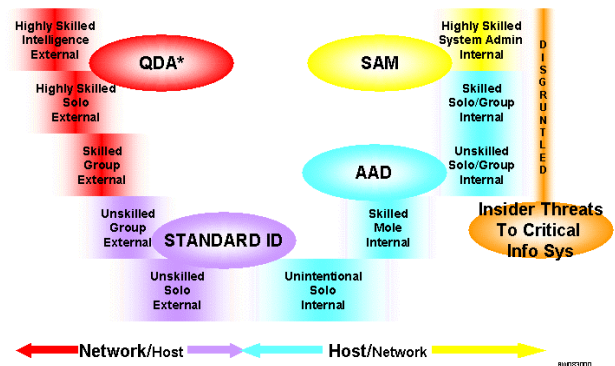 Highly Skilled
Intelligence
External
QDA*
SAM
Highly Skilled
System Admin
Internal
DISGRUNTLED
Highly Skilled
Solo
External
Skilled
Solo/Group
Internal
Skilled
Group
External
AAD
Unskilled
Solo/Group
Internal
Unskilled
Group
External
STANDARD ID
Skilled
Mole
Internal
Insider Threats
To Critical
Info Sys
Unskilled
Solo
External
Unintentional
Solo
Internal
Network/Host
Host/Network